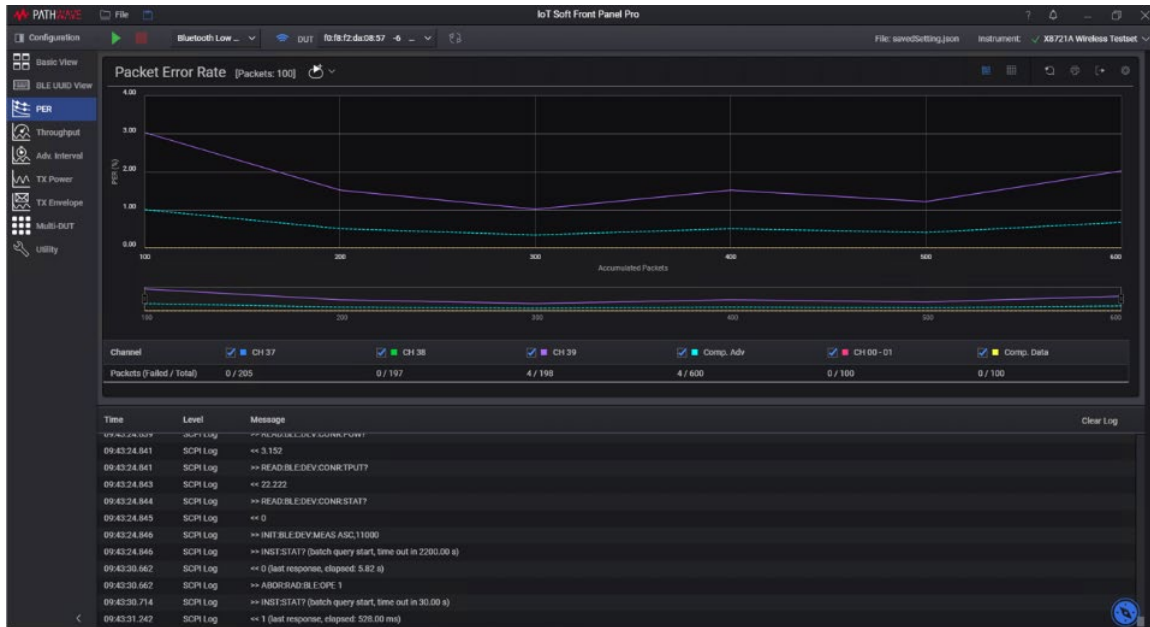 PATHWAVE File IoT Soft Front Panel Pro ?
Configuration Bluetooth Low ... DUT f0:f8:f2:da:08:57 -6 ... File: savedSetting.json Instrument: X8721A Wireless Testset
Basic View
BLE UUID View
PER
Throughput
Adv. Interval
TX Power
TX Envelope
Multi-DUT
Utility
Packet Error Rate [Packets: 100]
4.00
3.00
2.00
1.00
0.00
PER (%)
100 200 300 400 500 600
Accumulated Packets
100 200 300 400 500 600
Channel CH 37 CH 38 CH 39 Comp. Adv CH 00 - 01 Comp. Data
Packets (Failed / Total) 0 / 205 0 / 197 4 / 198 4 / 600 0 / 100 0 / 100
Time Level Message Clear Log
09:43:24.839 SCPI Log >> READ:BLE:DEV:CONR:POW?
09:43:24.841 SCPI Log << 3.152
09:43:24.841 SCPI Log >> READ:BLE:DEV:CONR:TPUT?
09:43:24.843 SCPI Log << 22.222
09:43:24.844 SCPI Log >> READ:BLE:DEV:CONR:STAT?
09:43:24.845 SCPI Log << 0
09:43:24.846 SCPI Log >> INIT:BLE:DEV:MEAS ASC,11000
09:43:24.846 SCPI Log >> INST:STAT? (batch query start, time out in 2200.00 s)
09:43:30.662 SCPI Log << 0 (last response, elapsed: 5.82 s)
09:43:30.662 SCPI Log >> ABOR:RAD:BLE:OPE 1
09:43:30.714 SCPI Log >> INST:STAT? (batch query start, time out in 30.00 s)
09:43:31.242 SCPI Log << 1 (last response, elapsed: 528.00 ms)